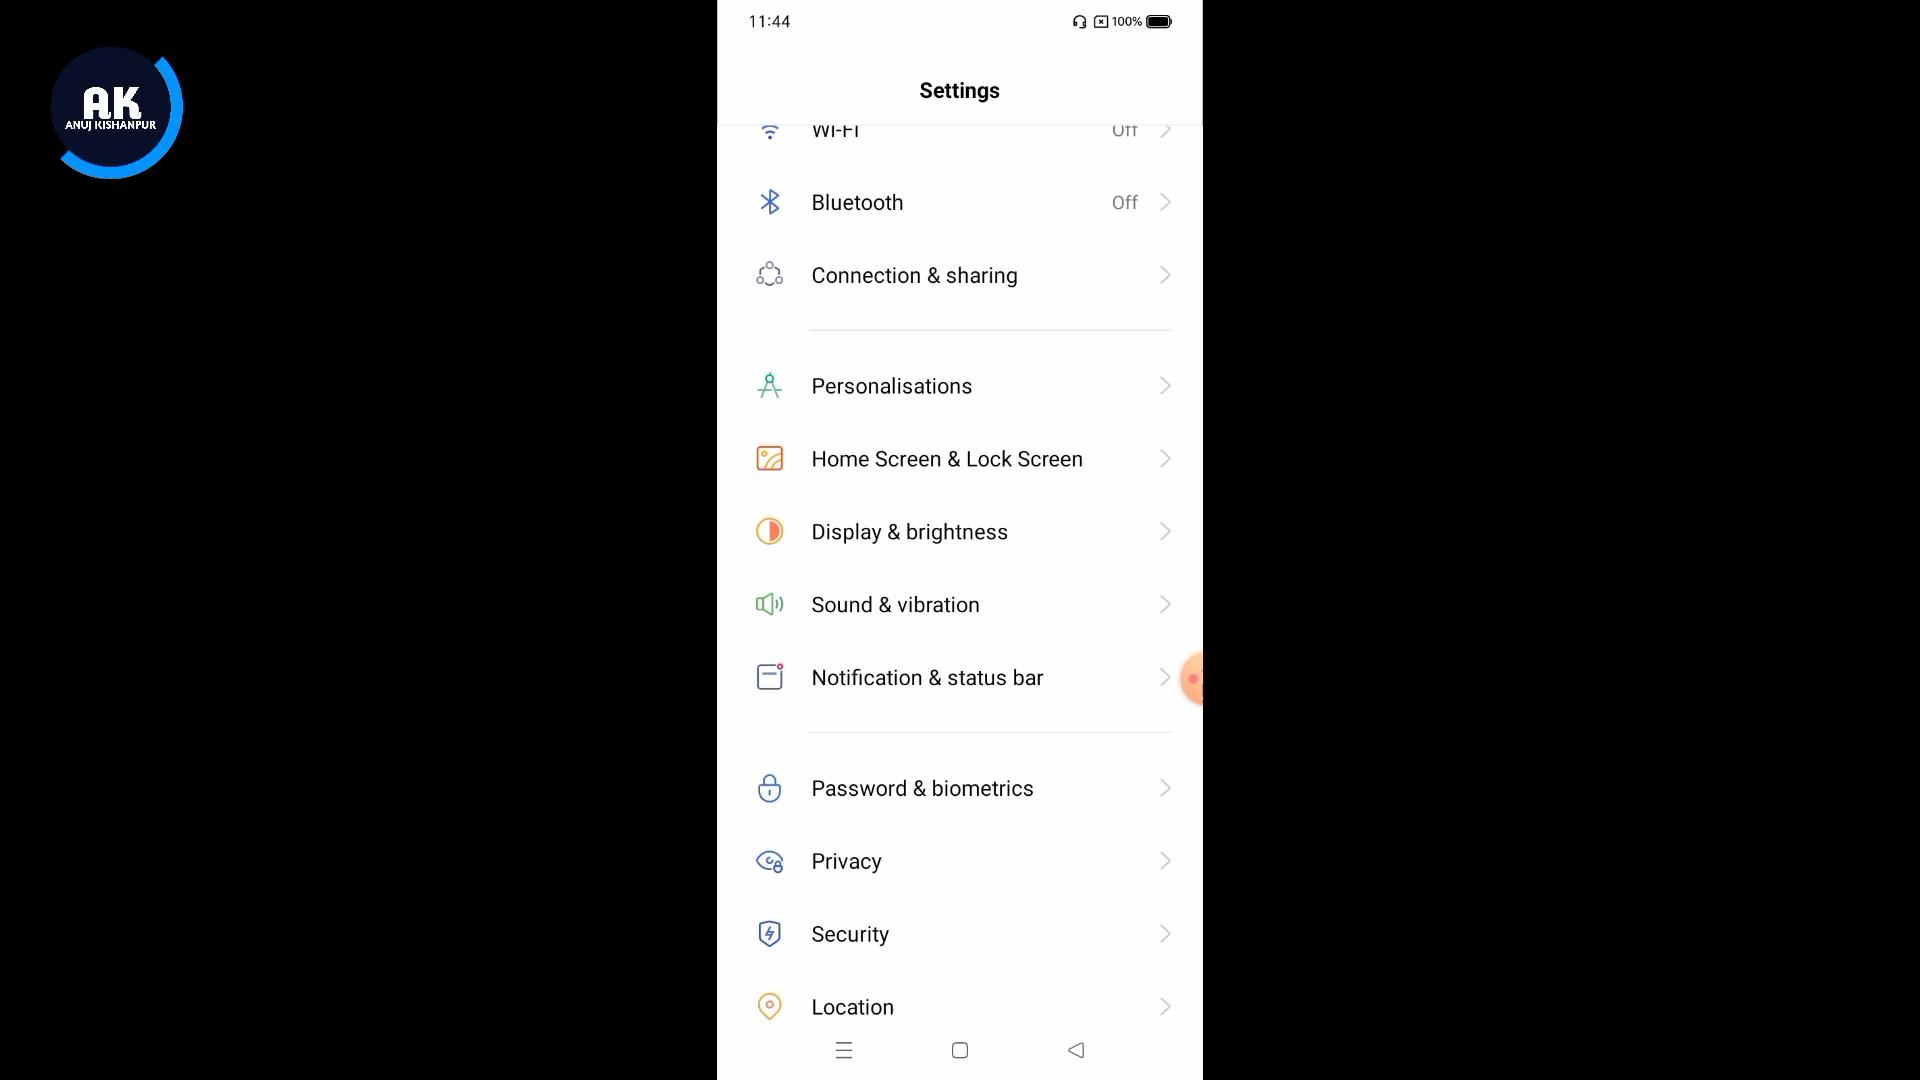 AK
ANUJ KISHANPUR
11:44
100%
Settings
Wi-Fi Off
Bluetooth Off
Connection & sharing
Personalisations
Home Screen & Lock Screen
Display & brightness
Sound & vibration
Notification & status bar
Password & biometrics
Privacy
Security
Location